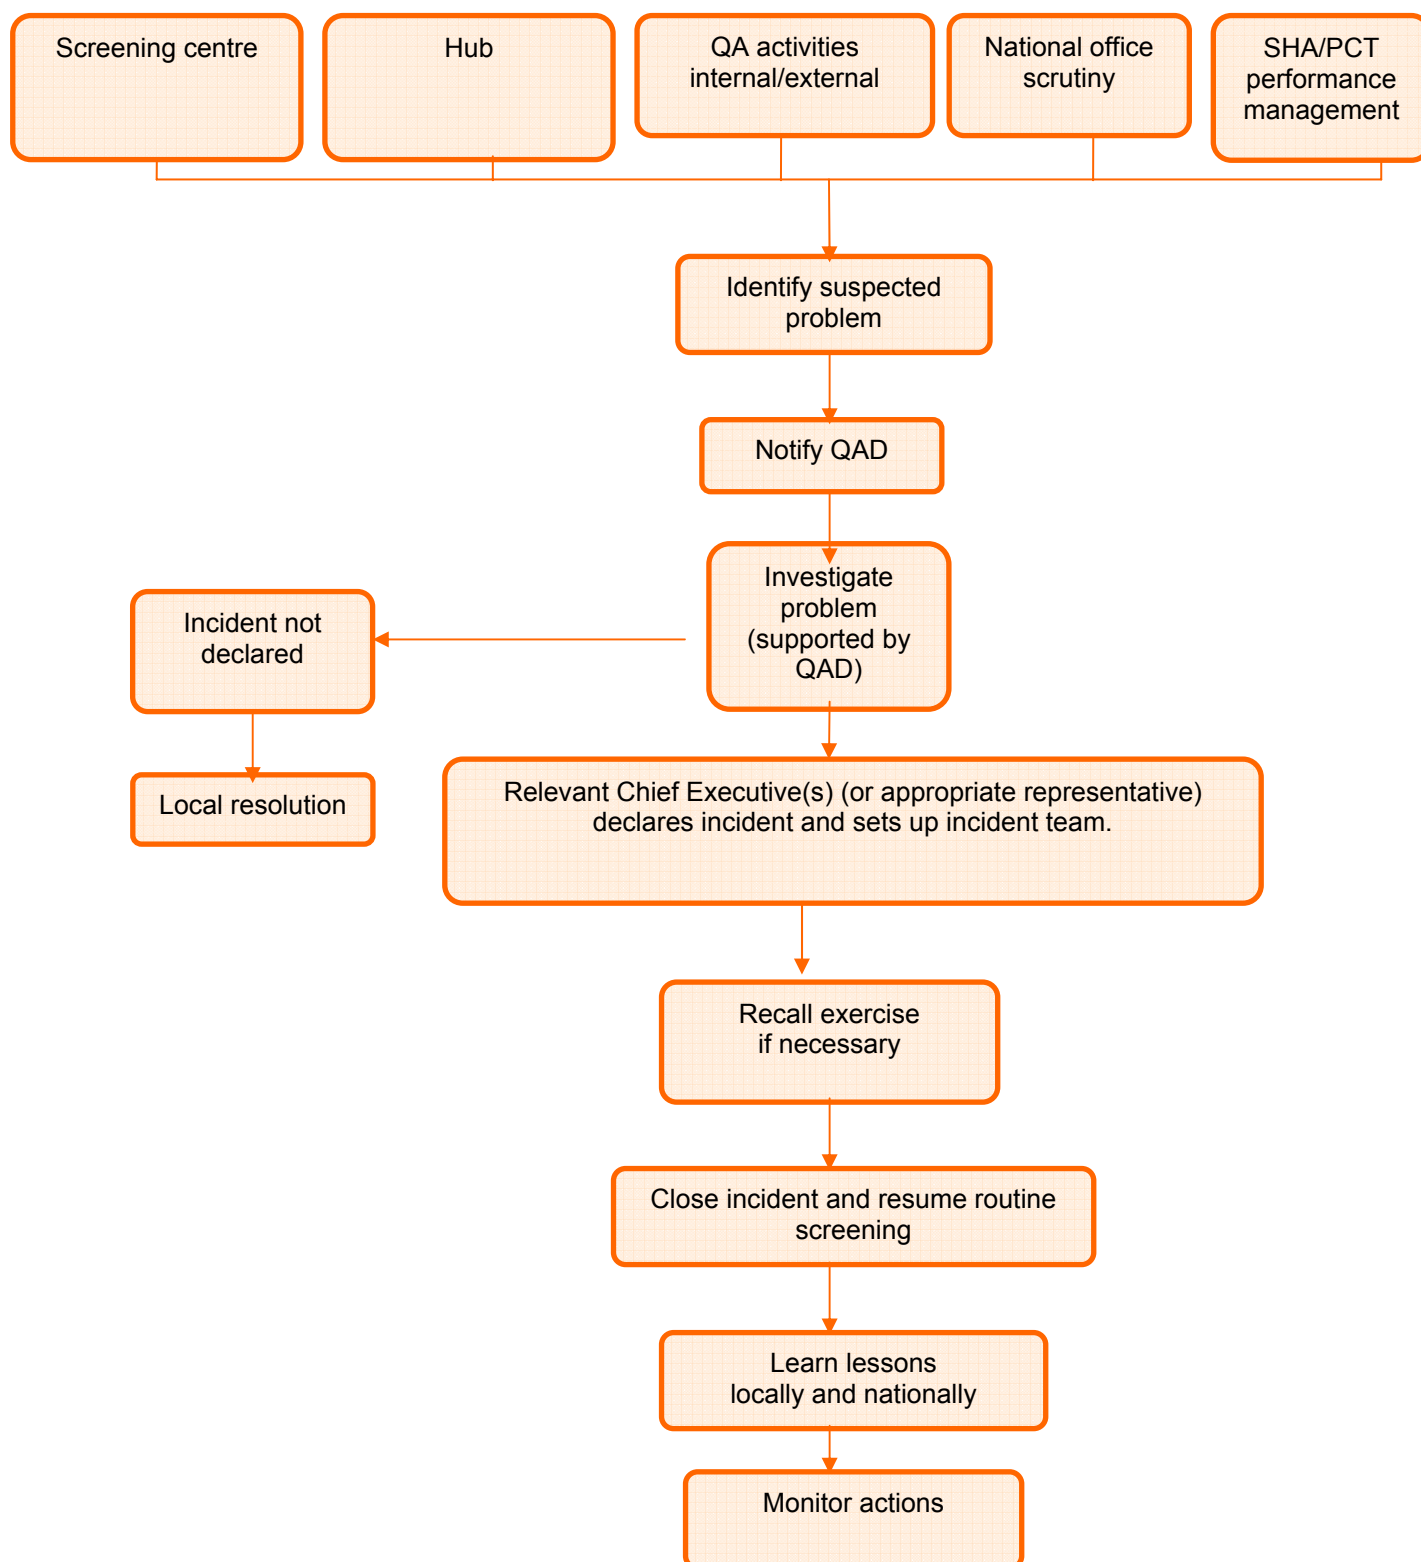 Screening centre
Hub
QA activities
internal/external
National office
scrutiny
SHA/PCT
performance
management
Identify suspected
problem
Notify QAD
Investigate
problem
(supported by
QAD)
Incident not
declared
Local resolution
Relevant Chief Executive(s) (or appropriate representative)
declares incident and sets up incident team.
Recall exercise
if necessary
Close incident and resume routine
screening
Learn lessons
locally and nationally
Monitor actions